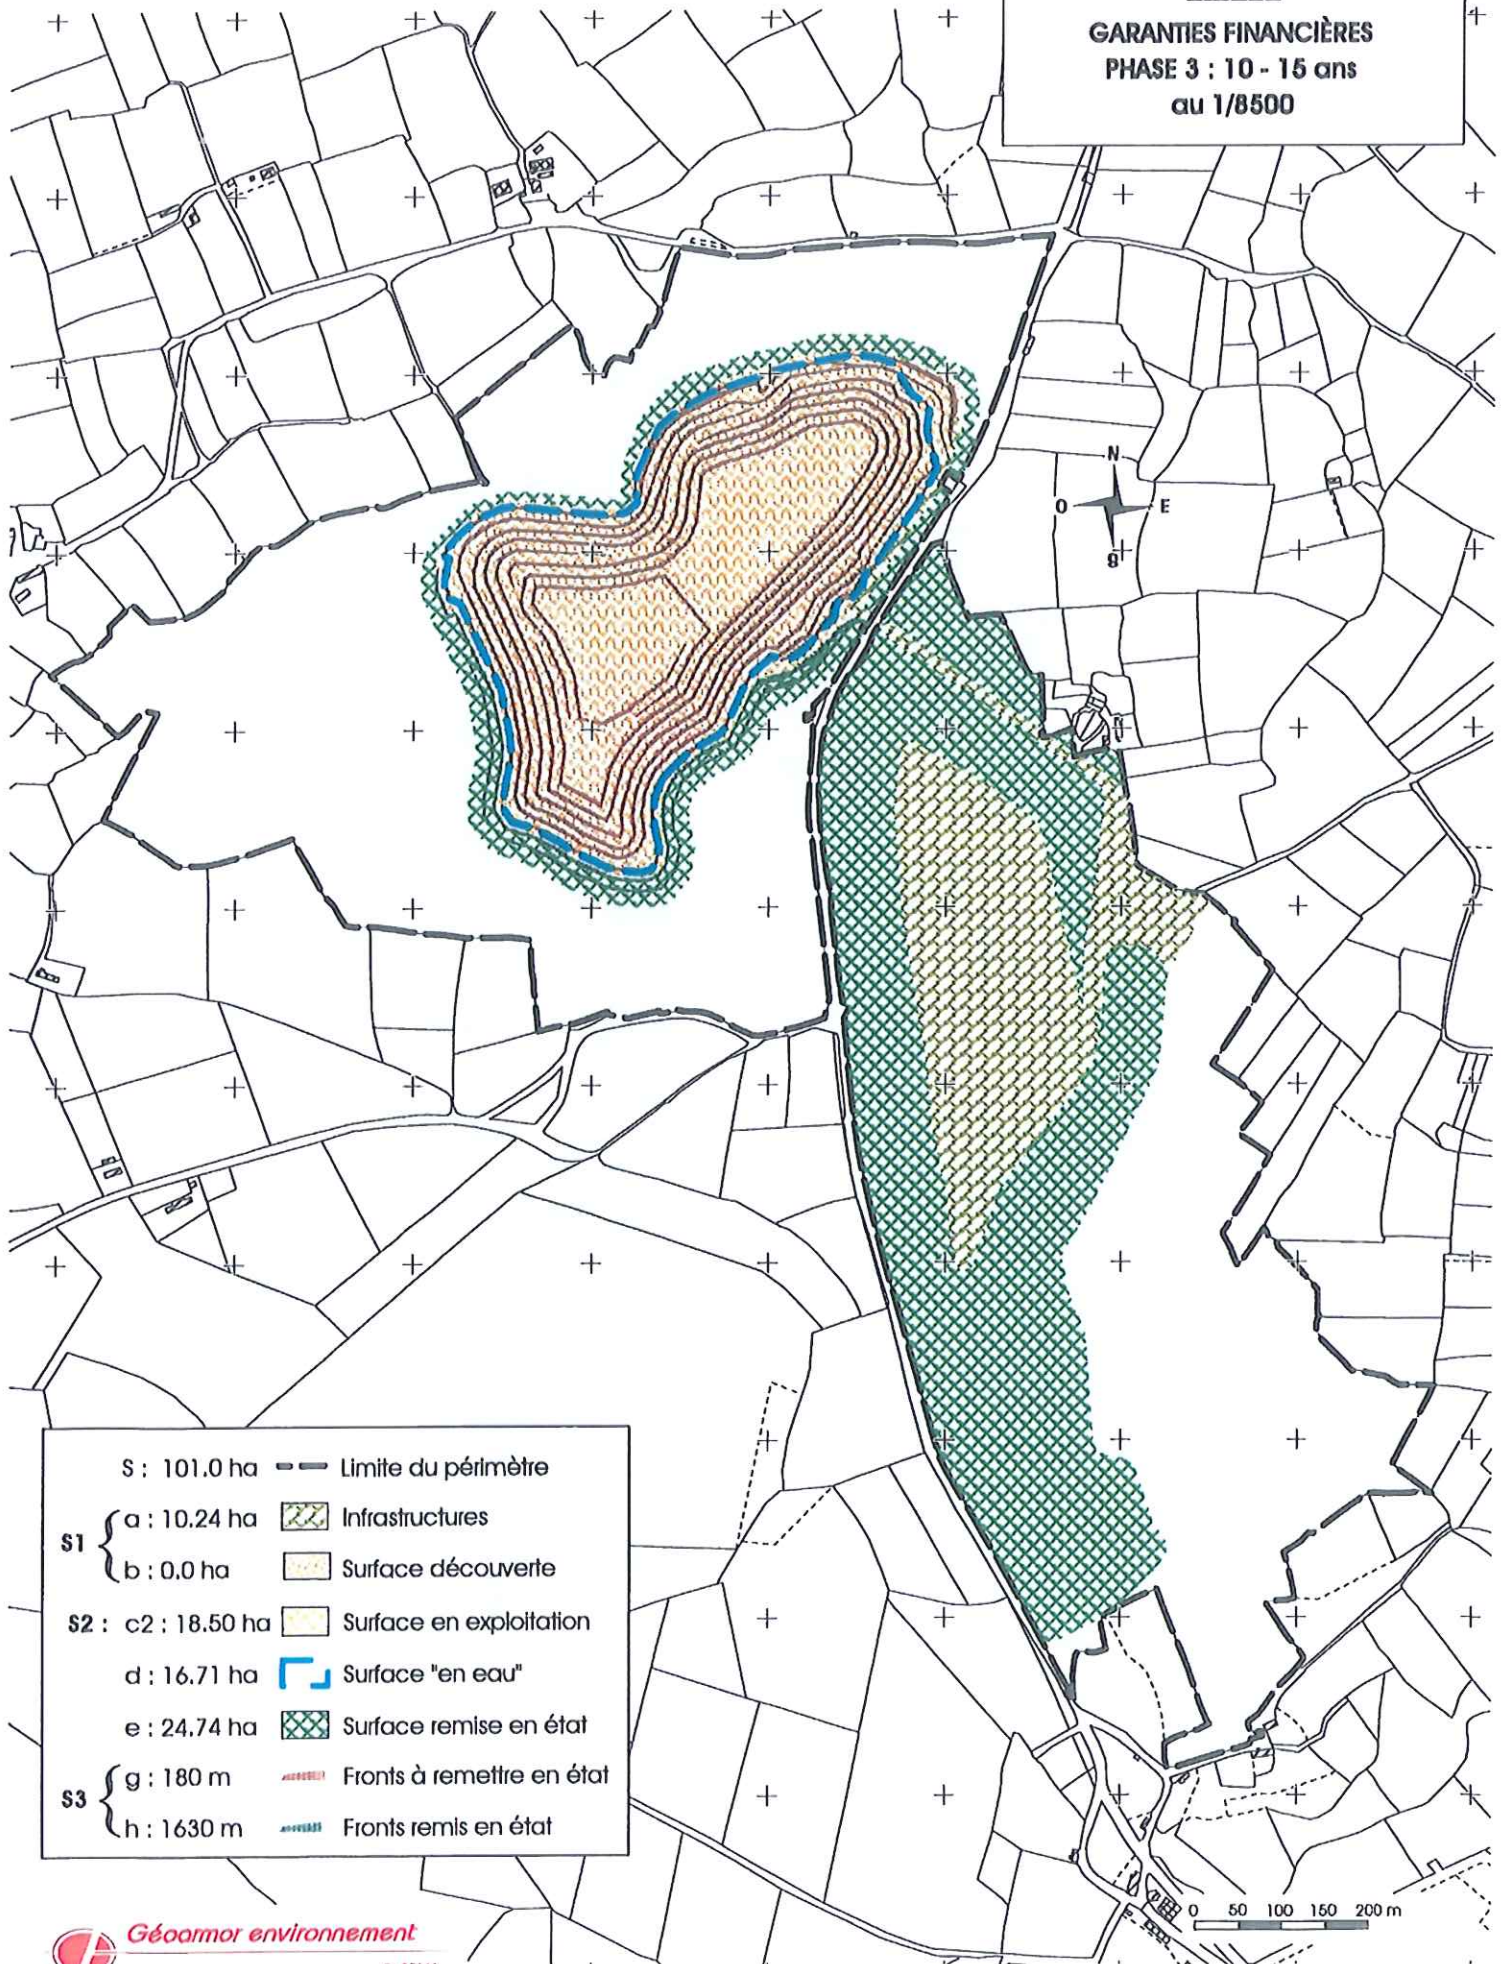 GARANTIES FINANCIÈRES
PHASE 3 : 10 - 15 ans
au 1/8500
N
O
E
S : 101.0 ha Limite du périmètre
S1
a : 10.24 ha Infrastructures
b : 0.0 ha Surface découverte
S2 : c2 : 18.50 ha Surface en exploitation
d : 16.71 ha Surface "en eau"
e : 24.74 ha Surface remise en état
S3
g : 180 m Fronts à remettre en état
h : 1630 m Fronts remis en état
0 50 100 150 200 m
Géoarmor environnement